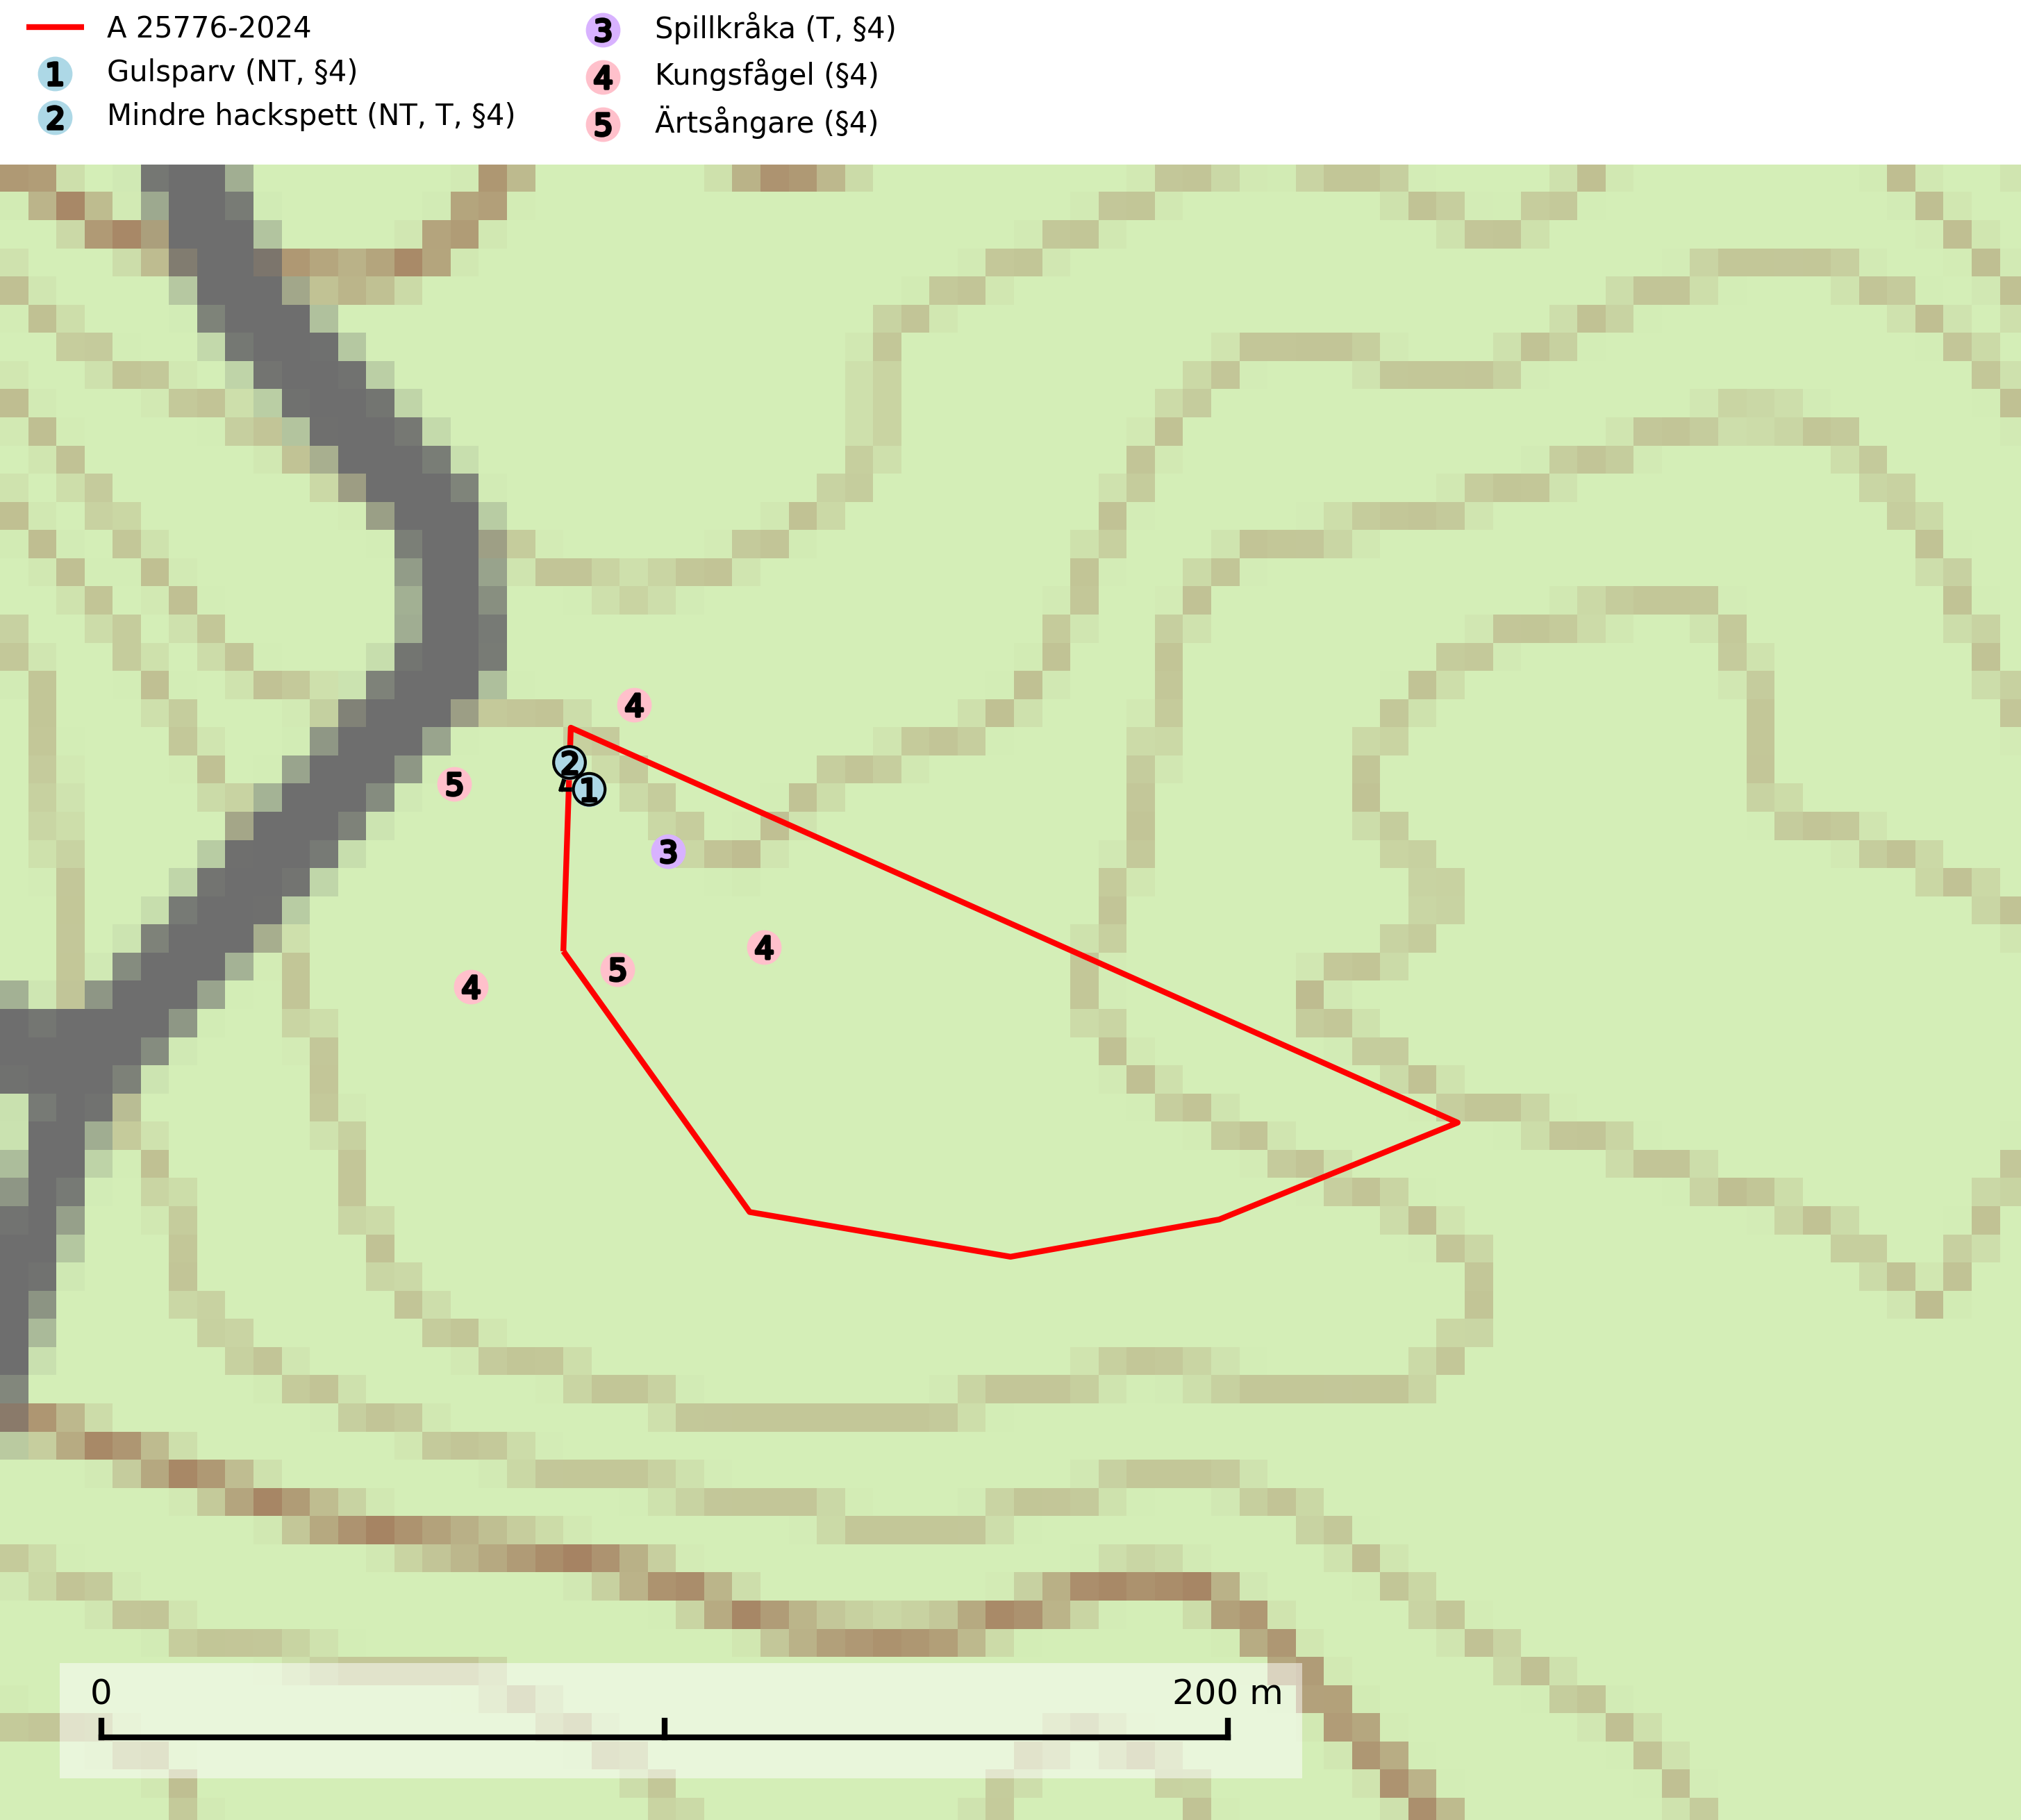 A 25776-2024
1 Gulsparv (NT, §4)
2 Mindre hackspett (NT, T, §4)
3 Spillkråka (T, §4)
4 Kungsfågel (§4)
5 Ärtsångare (§4)
4
2
5
1
3
4
5
4
0 200 m